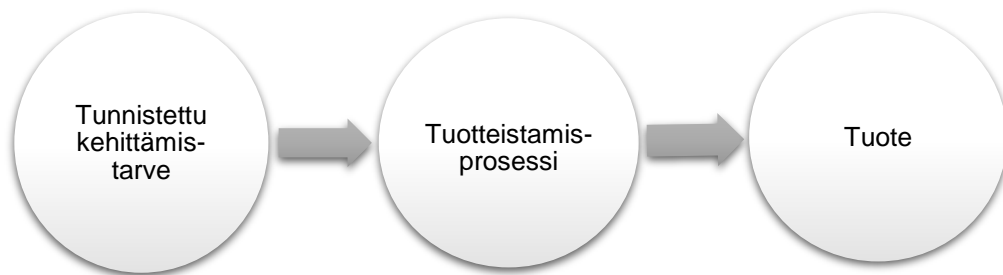 Tunnistettu
kehittämis-
tarve
Tuotteistamis-
prosessi
Tuote